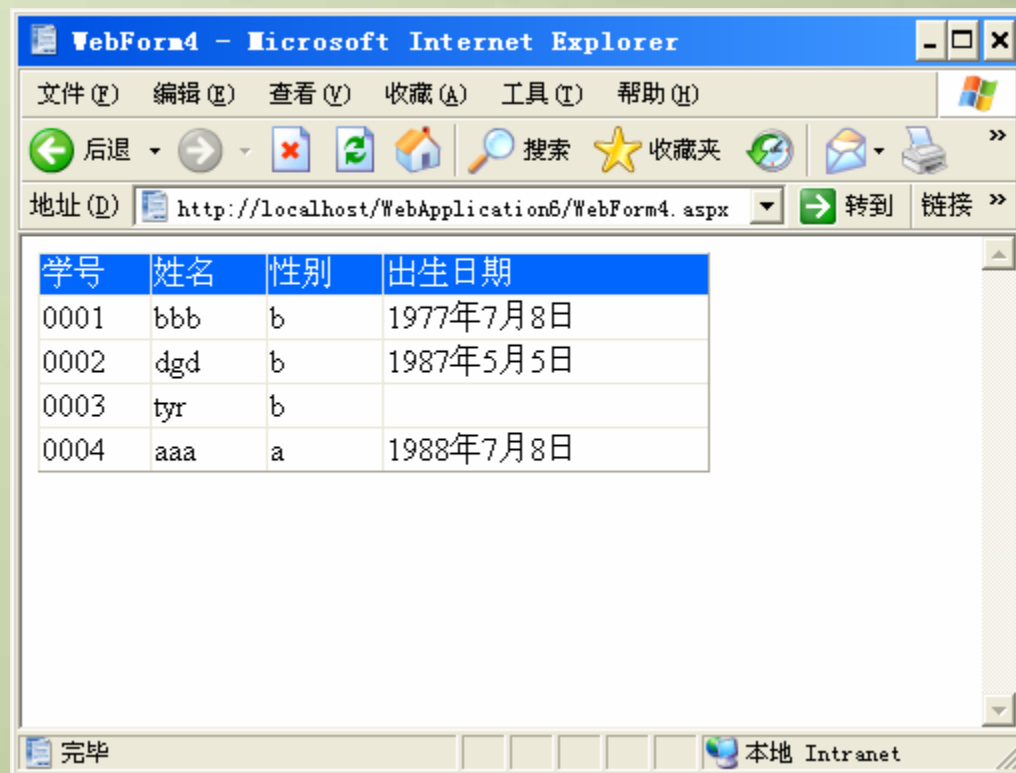 WebForm4 - Microsoft Internet Explorer
文件(F) 编辑(E) 查看(V) 收藏(A) 工具(T) 帮助(H)
后退 搜索 收藏夹 »
地址(D) http://localhost/WebApplication6/WebForm4.aspx 转到 链接 »
学号 姓名 性别 出生日期
0001 bbb b 1977年7月8日
0002 dgd b 1987年5月5日
0003 tyr b
0004 aaa a 1988年7月8日
完毕 本地 Intranet